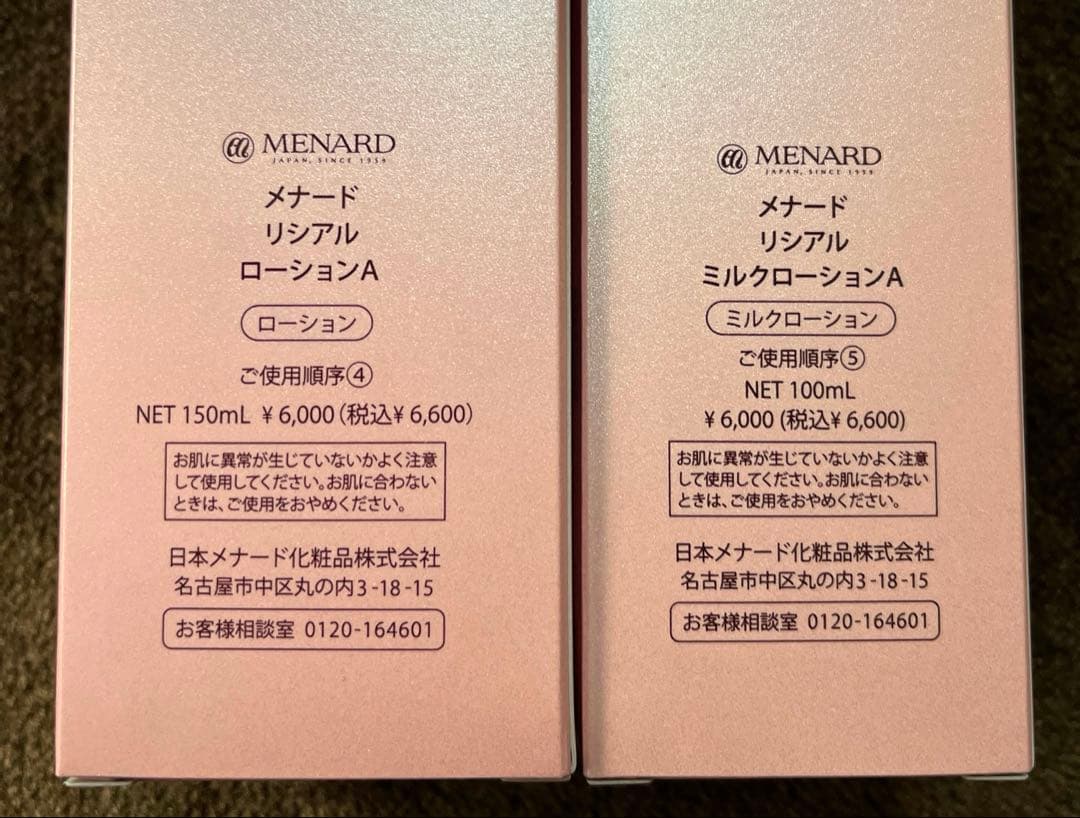 MENARD
JAPAN, SINCE 1959
メナード
リシアル
ローションA
ローション
ご使用順序④
NET 150mL ¥6,000(税込¥6,600)
お肌に異常が生じていないかよく注意
して使用してください。お肌に合わない
ときは、ご使用をおやめください。
日本メナード化粧品株式会社
名古屋市中区丸の内3-18-15
お客様相談室 0120-164601
MENARD
JAPAN, SINCE 1959
メナード
リシアル
ミルクローションA
ミルクローション
ご使用順序⑤
NET 100mL
¥6,000 (税込¥6,600)
お肌に異常が生じていないかよく注意
して使用してください。お肌に合わない
ときは、ご使用をおやめください。
日本メナード化粧品株式会社
名古屋市中区丸の内3-18-15
お客様相談室 0120-164601